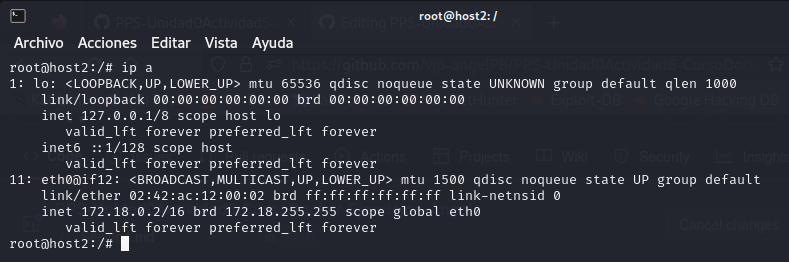 root@host2: /
Archivo Acciones Editar Vista Ayuda
root@host2:/# ip a
1: lo: <LOOPBACK,UP,LOWER_UP> mtu 65536 qdisc noqueue state UNKNOWN group default qlen 1000
    link/loopback 00:00:00:00:00:00 brd 00:00:00:00:00:00
    inet 127.0.0.1/8 scope host lo
       valid_lft forever preferred_lft forever
    inet6 ::1/128 scope host
       valid_lft forever preferred_lft forever
11: eth0@if12: <BROADCAST,MULTICAST,UP,LOWER_UP> mtu 1500 qdisc noqueue state UP group default
    link/ether 02:42:ac:12:00:02 brd ff:ff:ff:ff:ff:ff link-netnsid 0
    inet 172.18.0.2/16 brd 172.18.255.255 scope global eth0
       valid_lft forever preferred_lft forever
root@host2:/#